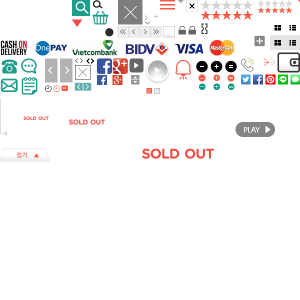 CASH ON
DELIVERY
OnePAY
Vietcombank
BIDV
VISA
MasterCard
SOLD OUT
SOLD OUT
PLAY
SOLD OUT
접기